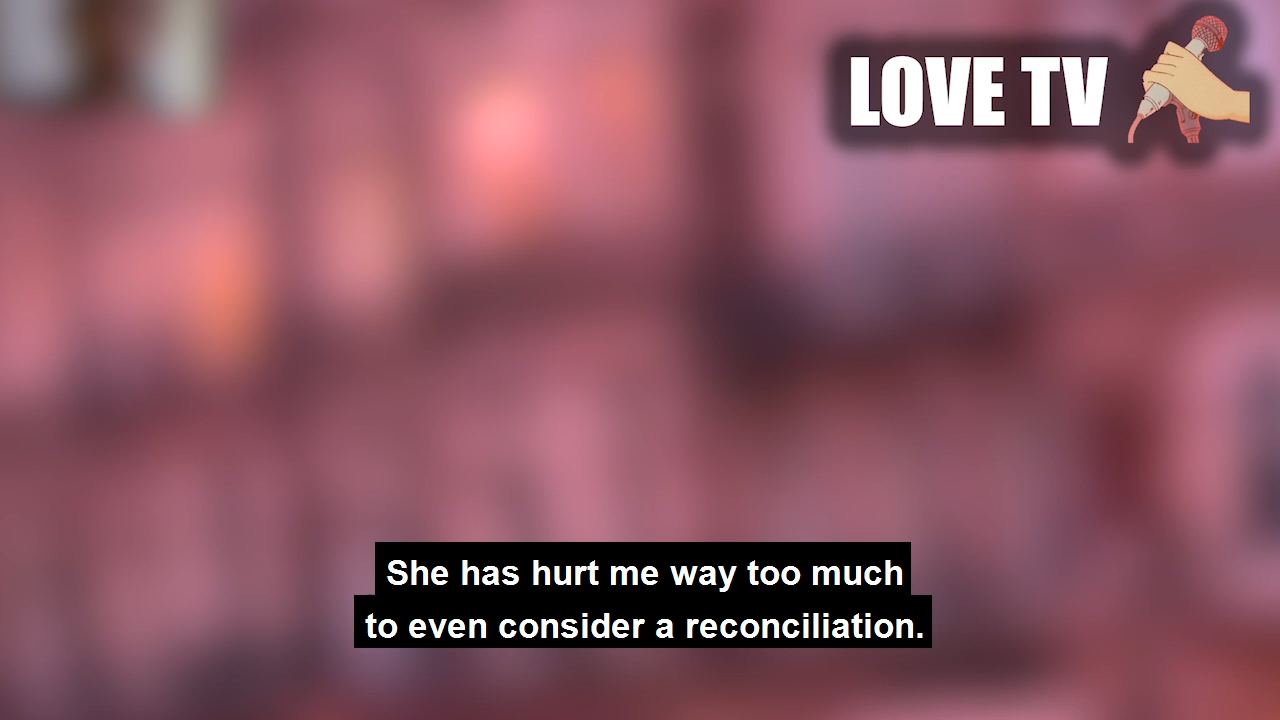 LOVE TV
She has hurt me way too much
to even consider a reconciliation.